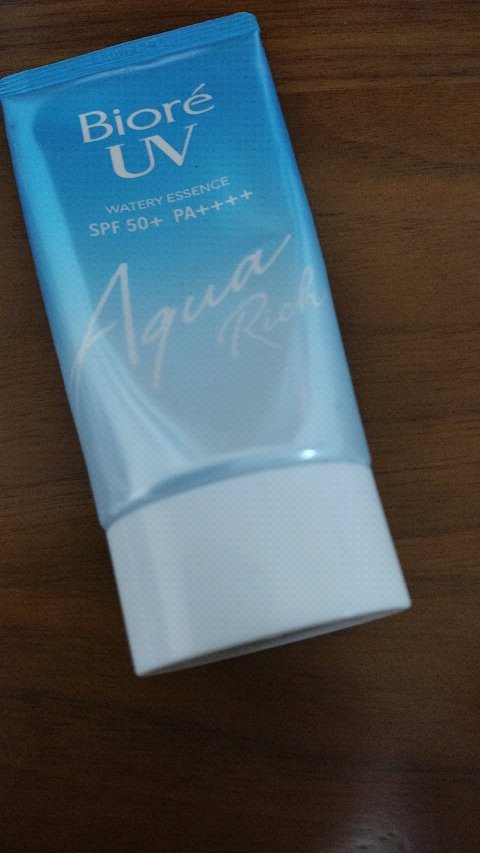 Bioré
UV
WATERY ESSENCE
SPF 50+ PA++++
Aqua
Rich